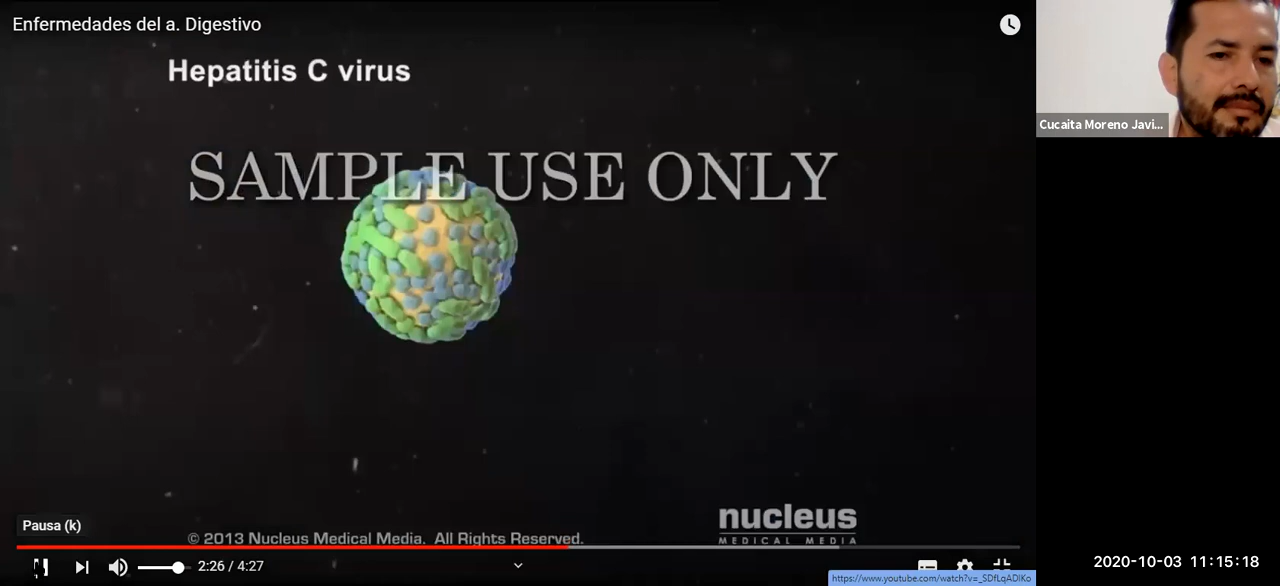 Enfermedades del a. Digestivo
Hepatitis C virus
SAMPLE USE ONLY
Cucaita Moreno Javi...
Pausa (k)
nucleus
MEDICAL MEDIA
© 2013 Nucleus Medical Media. All Rights Reserved.
2:26 / 4:27
2020-10-03 11:15:18
https://www.youtube.com/watch?v=_SDfLqADIKo